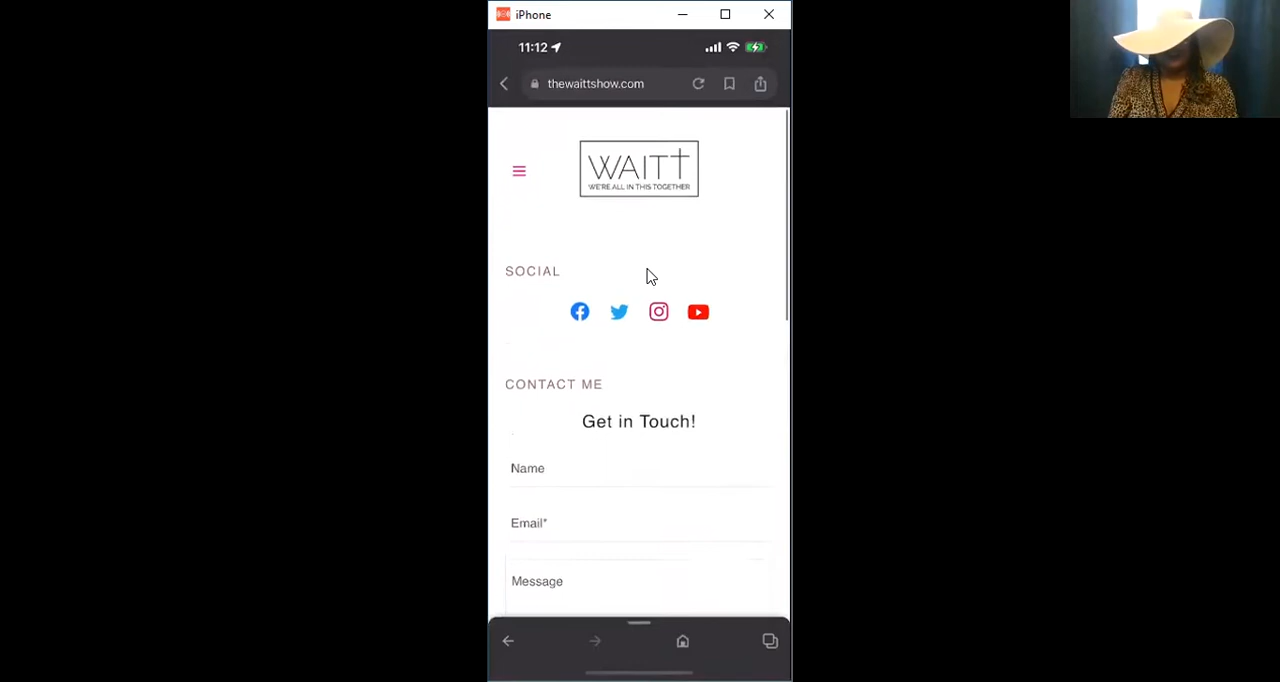 iPhone
11:12
thewaittshow.com
WAITT
WE'RE ALL IN THIS TOGETHER
SOCIAL
CONTACT ME
Get in Touch!
Name
Email*
Message